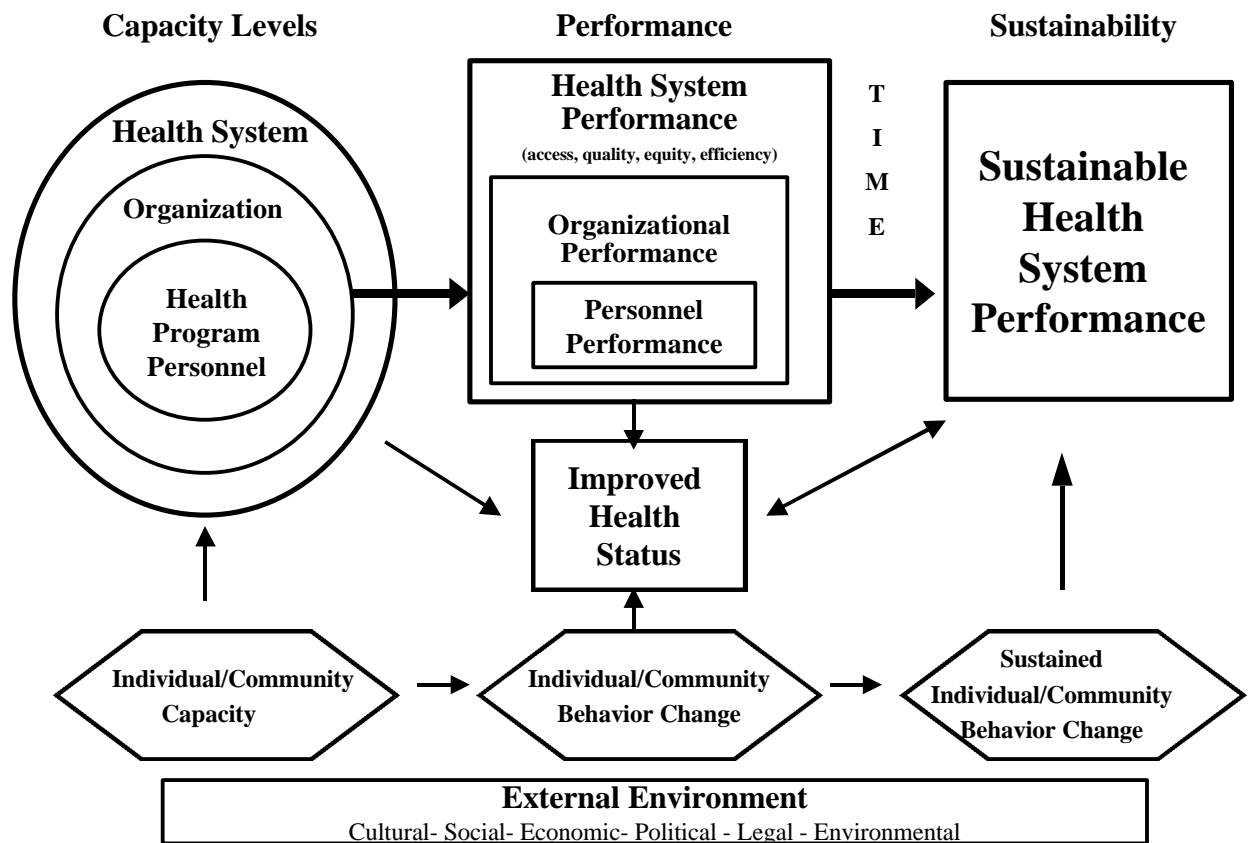 Capacity Levels
Performance
Sustainability
Health System
Organization
Health
Program
Personnel
Health System
Performance
(access, quality, equity, efficiency)
Organizational
Performance
Personnel
Performance
T
I
M
E
Sustainable
Health
System
Performance
Improved
Health
Status
Individual/Community
Capacity
Individual/Community
Behavior Change
Sustained
Individual/Community
Behavior Change
External Environment
Cultural- Social- Economic- Political - Legal - Environmental